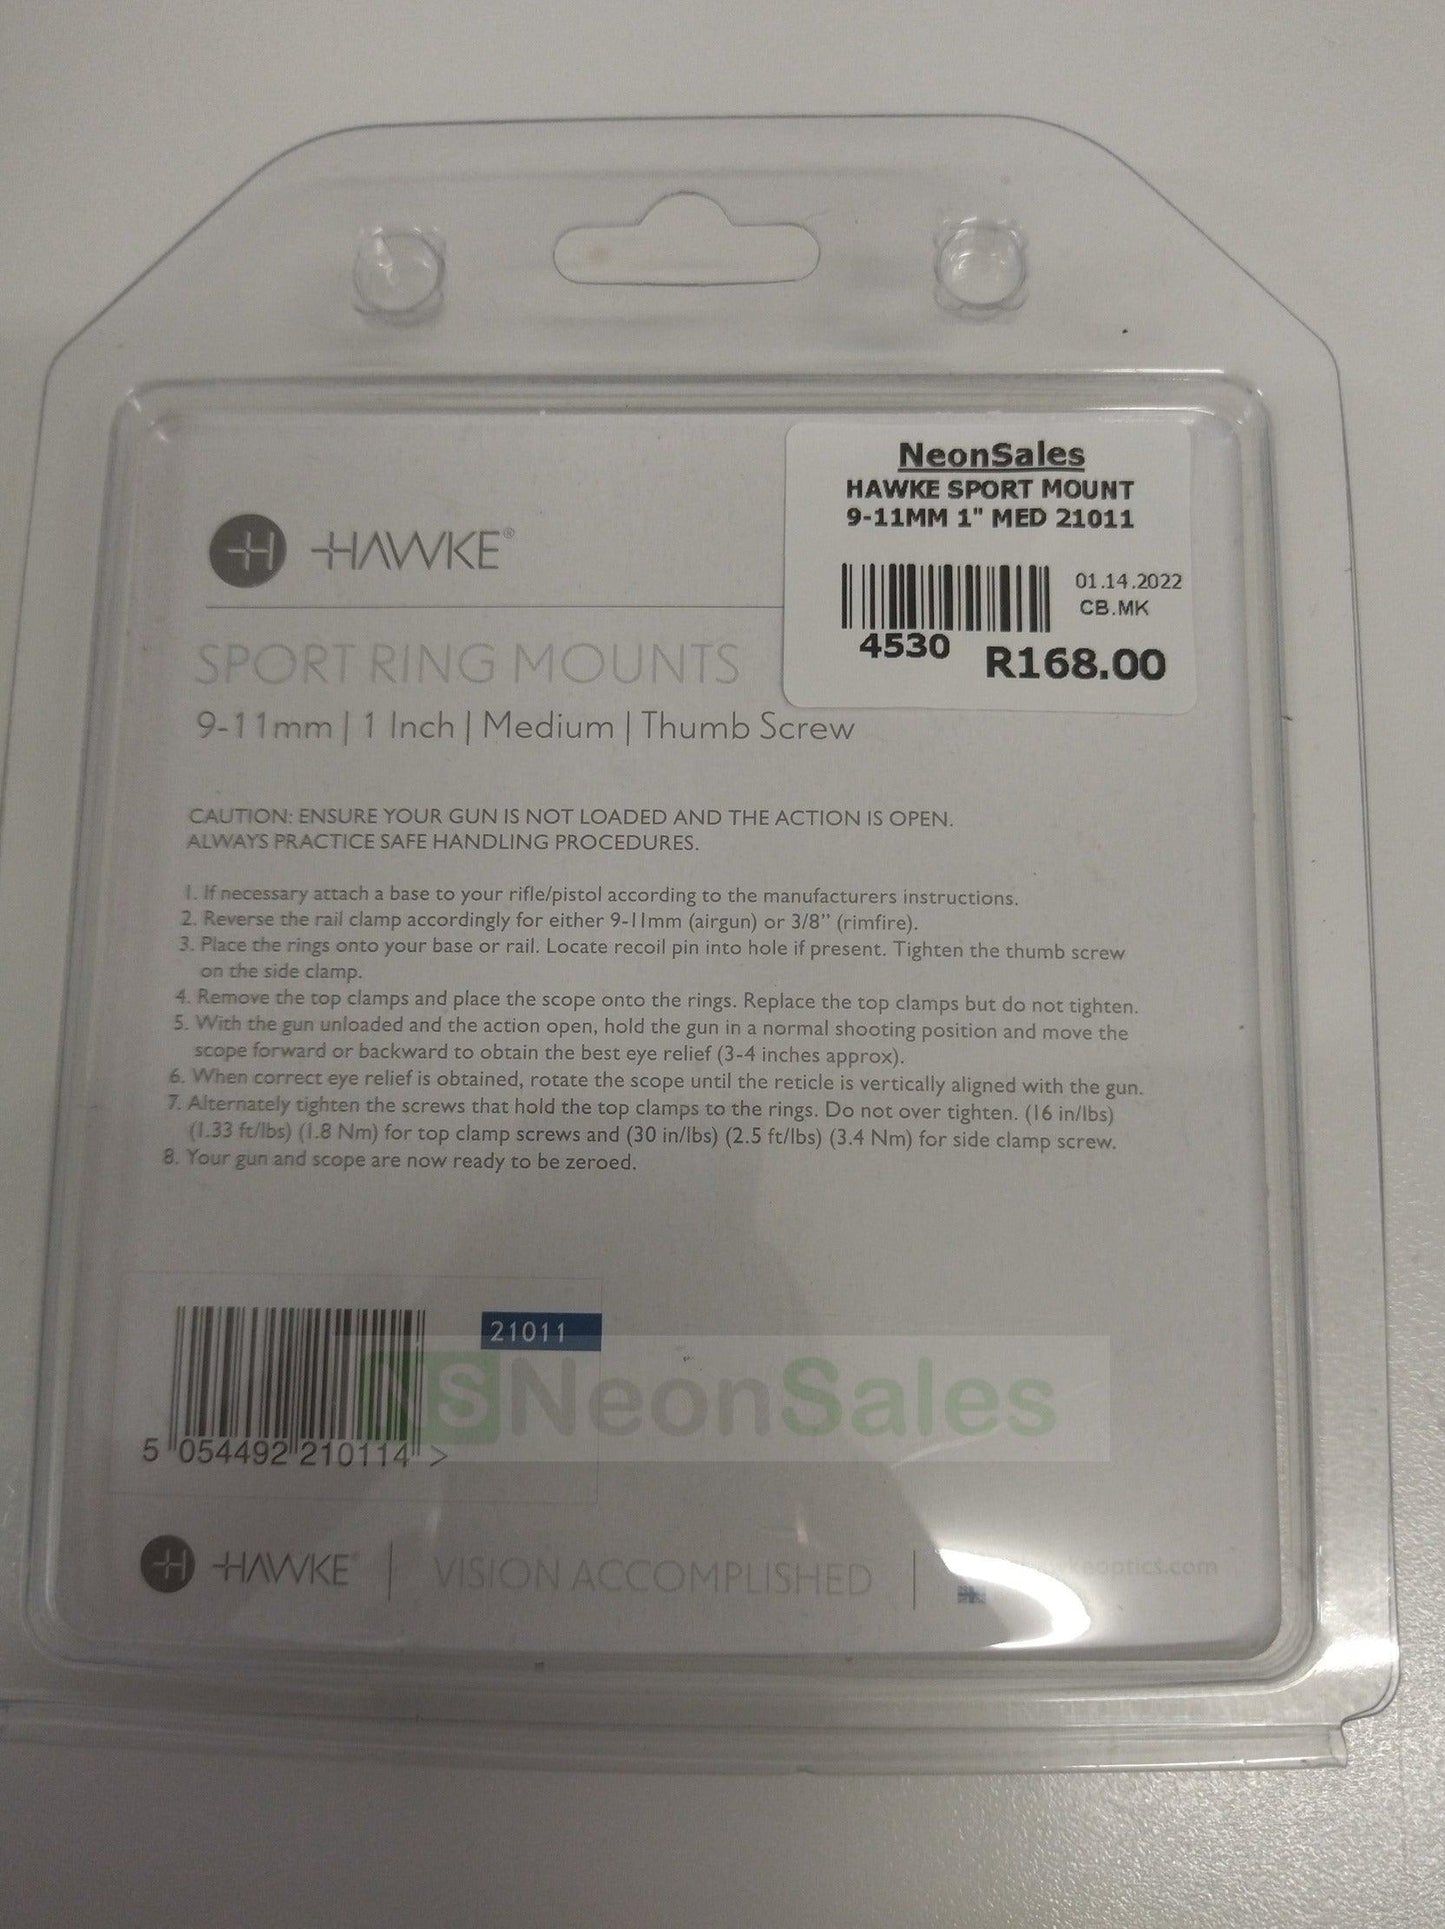 NeonSales
HAWKE SPORT MOUNT
9-11MM 1" MED 21011
01.14.2022
CB.MK
4530
R168.00
H HAWKE®
SPORT RING MOUNTS
9-11mm | 1 Inch | Medium | Thumb Screw
CAUTION: ENSURE YOUR GUN IS NOT LOADED AND THE ACTION IS OPEN.
ALWAYS PRACTICE SAFE HANDLING PROCEDURES.
1. If necessary attach a base to your rifle/pistol according to the manufacturers instructions.
2. Reverse the rail clamp accordingly for either 9-11mm (airgun) or 3/8” (rimfire).
3. Place the rings onto your base or rail. Locate recoil pin into hole if present. Tighten the thumb screw
on the side clamp.
4. Remove the top clamps and place the scope onto the rings. Replace the top clamps but do not tighten.
5. With the gun unloaded and the action open, hold the gun in a normal shooting position and move the
scope forward or backward to obtain the best eye relief (3-4 inches approx).
6. When correct eye relief is obtained, rotate the scope until the reticle is vertically aligned with the gun.
7. Alternately tighten the screws that hold the top clamps to the rings. Do not over tighten. (16 in/lbs)
(1.33 ft/lbs) (1.8 Nm) for top clamp screws and (30 in/lbs) (2.5 ft/lbs) (3.4 Nm) for side clamp screw.
8. Your gun and scope are now ready to be zeroed.
21011
NS NeonSales
5 054492 210114 >
H HAWKE | VISION ACCOMPLISHED |